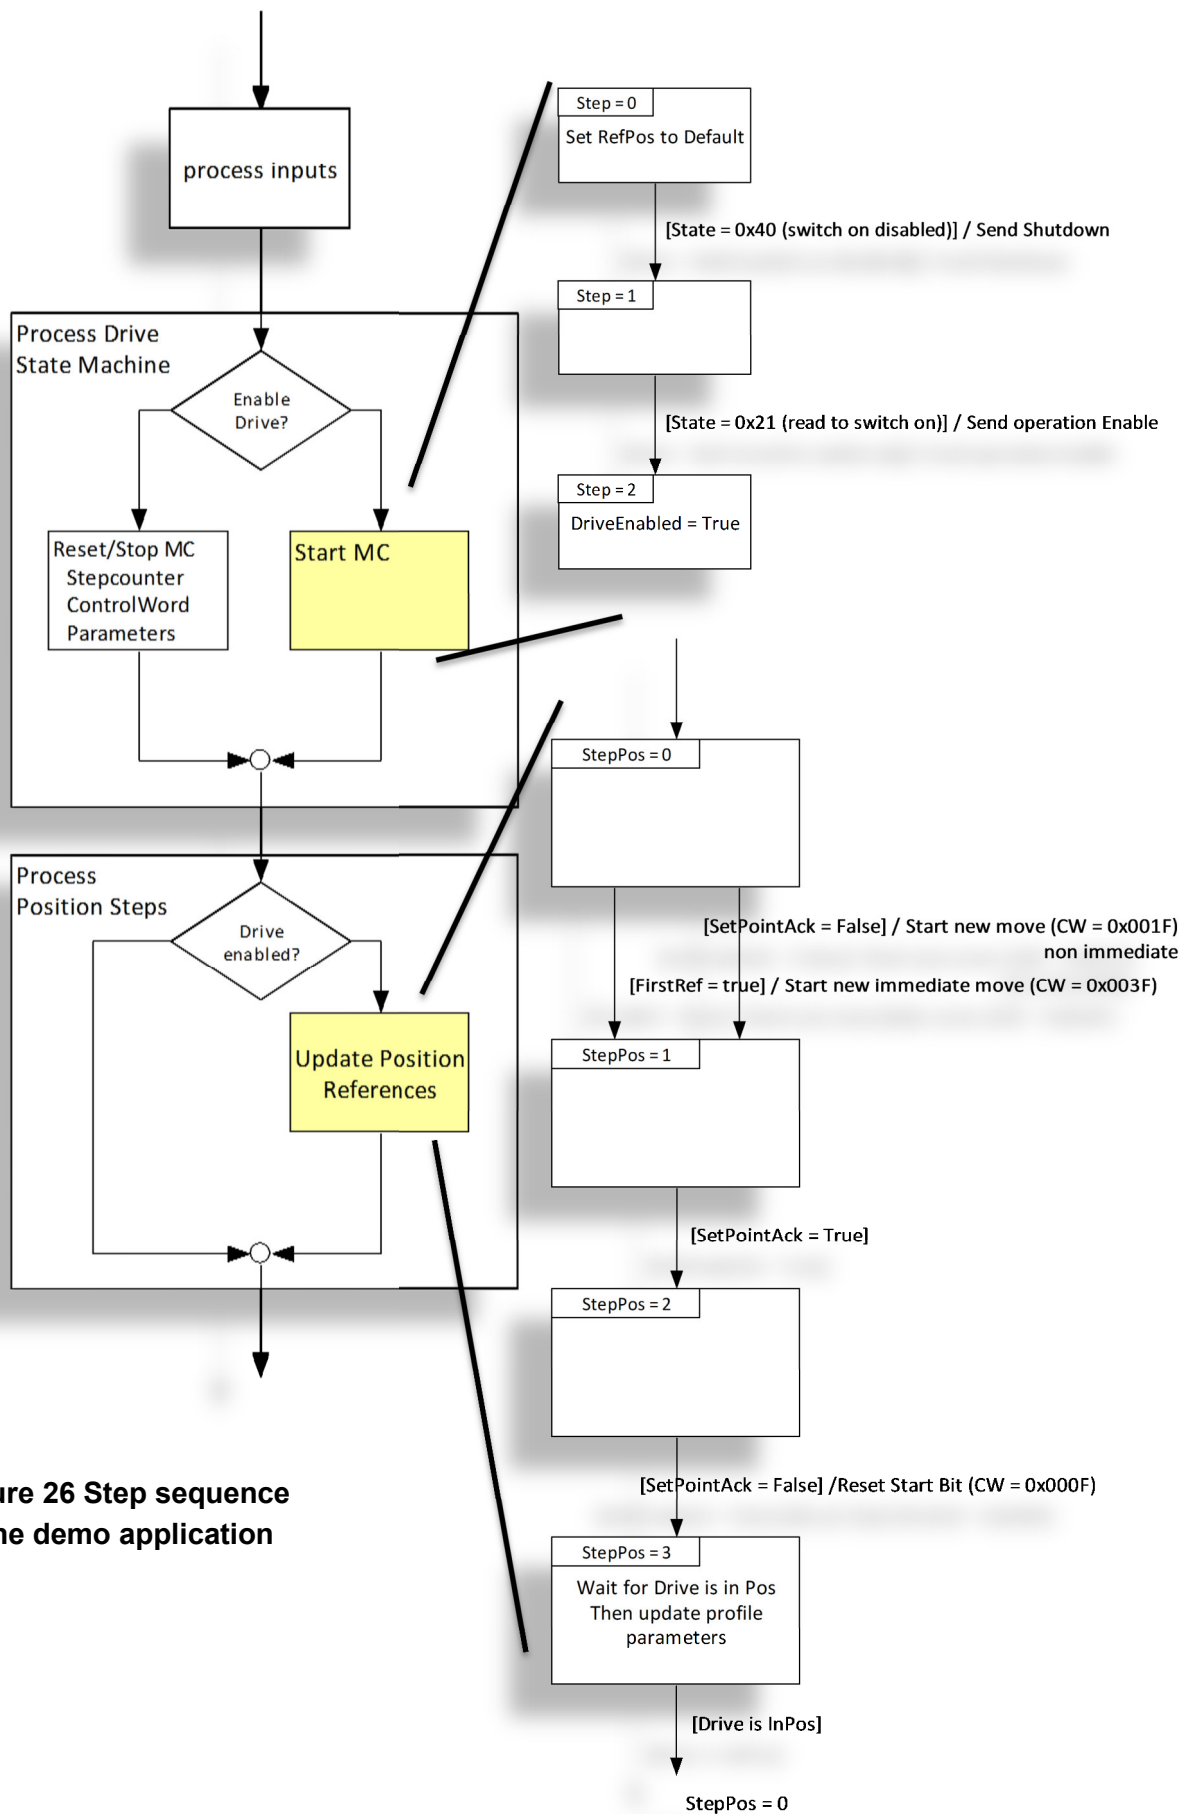 process inputs
Process Drive
State Machine
Enable
Drive?
Reset/Stop MC
Stepcounter
ControlWord
Parameters
Start MC
Process
Position Steps
Drive
enabled?
Update Position
References
ure 26 Step sequence
ne demo application
Step = 0
Set RefPos to Default
[State = 0x40 (switch on disabled)] / Send Shutdown
Step = 1
[State = 0x21 (read to switch on)] / Send operation Enable
Step = 2
DriveEnabled = True
StepPos = 0
[SetPointAck = False] / Start new move (CW = 0x001F)
non immediate
[FirstRef = true] / Start new immediate move (CW = 0x003F)
StepPos = 1
[SetPointAck = True]
StepPos = 2
[SetPointAck = False] /Reset Start Bit (CW = 0x000F)
StepPos = 3
Wait for Drive is in Pos
Then update profile
parameters
[Drive is InPos]
StepPos = 0